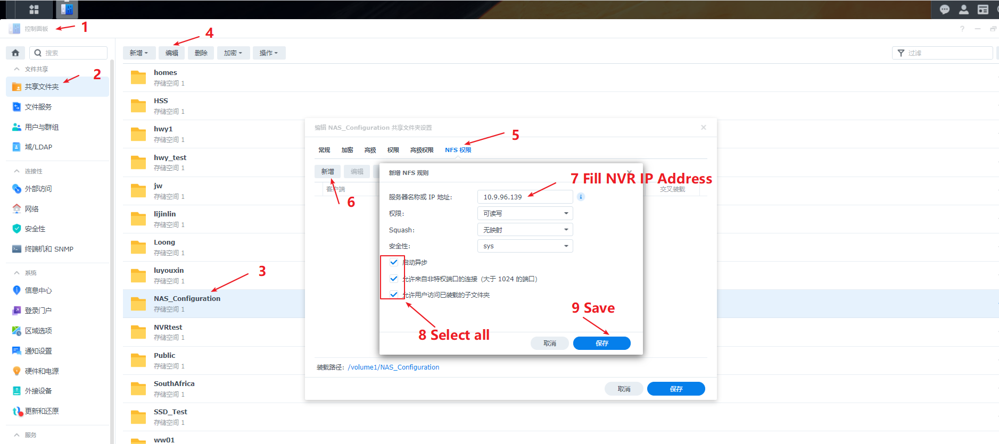 控制面板
1
4
搜索
新增
编辑
删除
加密
操作
过滤
文件共享
2
共享文件夹
文件服务
用户与群组
域/LDAP
连接性
外部访问
网络
安全性
终端机和 SNMP
系统
信息中心
登录门户
区域选项
通知设置
硬件和电源
外接设备
更新和还原
服务
homes
存储空间 1
HSS
存储空间 1
hwy1
存储空间 1
hwy_test
存储空间 1
jw
存储空间 1
lijinlin
存储空间 1
Loong
存储空间 1
luyouxin
存储空间 1
3
NAS_Configuration
存储空间 1
NVRtest
存储空间 1
Public
存储空间 1
SouthAfrica
存储空间 1
SSD_Test
存储空间 1
ww01
编辑 NAS_Configuration 共享文件夹设置
5
常规
加密
高级
权限
高级权限
NFS 权限
新增
编辑
客户端
交叉装载
6
新增 NFS 规则
7 Fill NVR IP Address
服务器名称或 IP 地址:
10.9.96.139
权限:
可读写
Squash:
无映射
安全性:
sys
启动异步
允许来自非特权端口的连接（大于 1024 的端口）
允许用户访问已装载的子文件夹
8 Select all
9 Save
取消
保存
装载路径: /volume1/NAS_Configuration
取消
保存